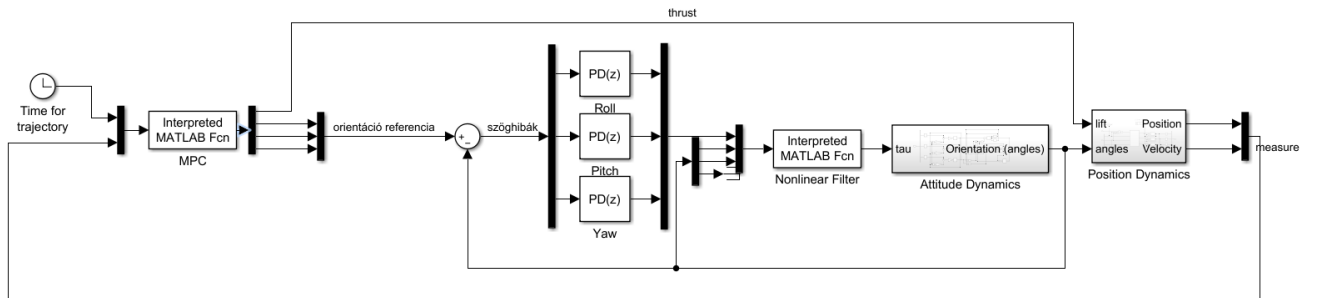 thrust
Time for
trajectory
Interpreted
MATLAB Fcn
MPC
orientáció referencia
+
−
szöghibák
PD(z)
Roll
PD(z)
Pitch
PD(z)
Yaw
Interpreted
MATLAB Fcn
Nonlinear Filter
tau
Orientation (angles)
Attitude Dynamics
lift
angles
Position
Velocity
Position Dynamics
measure